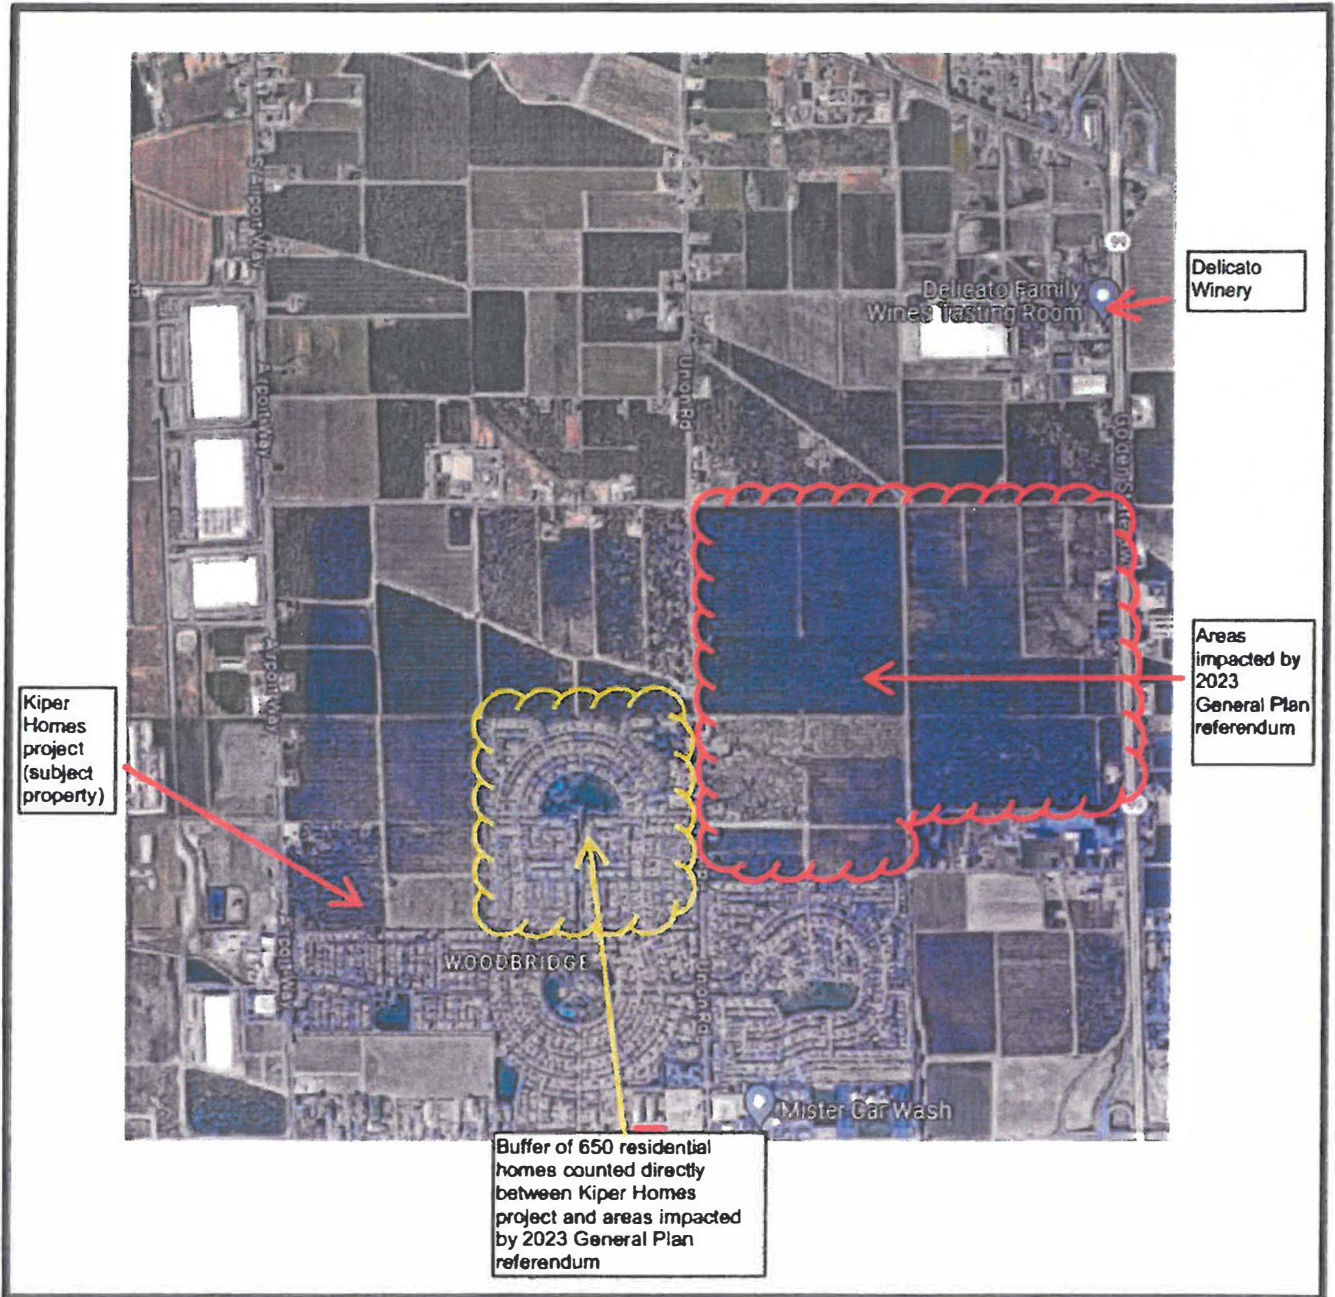 S Airport Way
99
Delicato
Winery
Delicato Family
Wines Tasting Room
Airport Way
Union Rd
Areas
impacted by
2023
General Plan
referendum
Kiper
Homes
project
(subject
property)
Airport Way
WOODBRIDGE
Airport Way
Union Rd
Mister Car Wash
Buffer of 650 residential
homes counted directly
between Kiper Homes
project and areas impacted
by 2023 General Plan
referendum